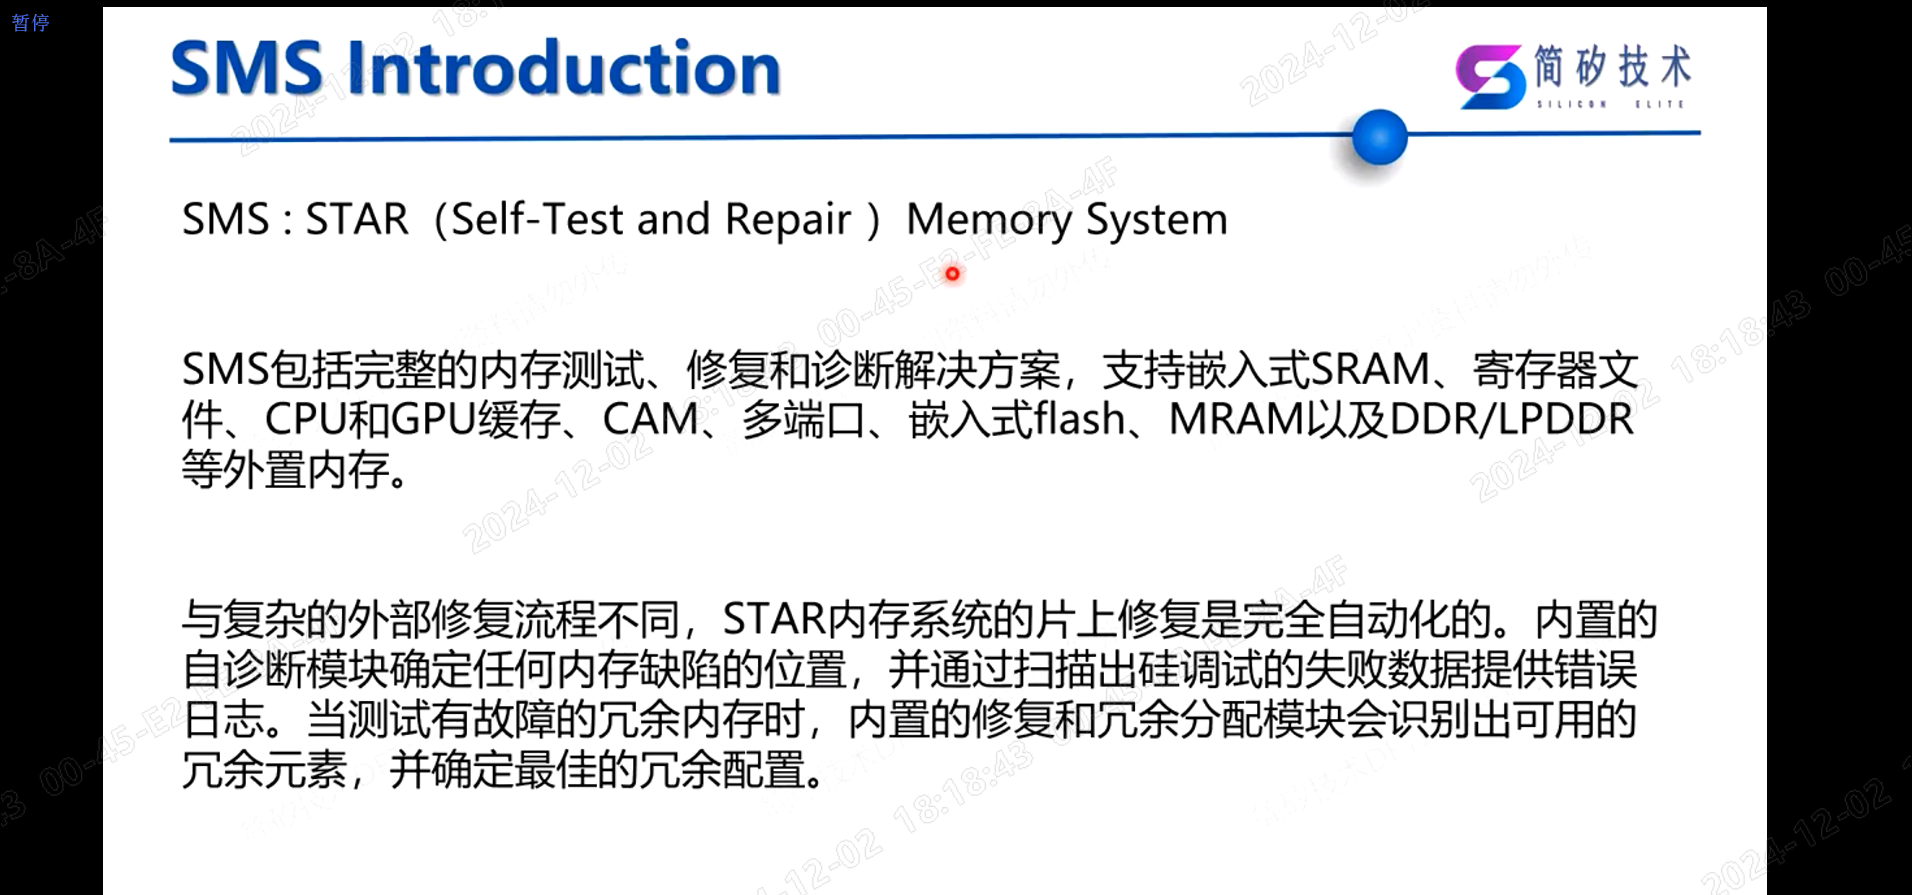 暂停
SMS Introduction
简矽技术
SILICON ELITE
SMS : STAR（Self-Test and Repair ）Memory System
SMS包括完整的内存测试、修复和诊断解决方案，支持嵌入式SRAM、寄存器文
件、CPU和GPU缓存、CAM、多端口、嵌入式flash、MRAM以及DDR/LPDDR
等外置内存。
与复杂的外部修复流程不同，STAR内存系统的片上修复是完全自动化的。内置的
自诊断模块确定任何内存缺陷的位置，并通过扫描出硅调试的失败数据提供错误
日志。当测试有故障的冗余内存时，内置的修复和冗余分配模块会识别出可用的
冗余元素，并确定最佳的冗余配置。
2024-12-02 18:18:43 00-45-E2-FE-8A-4F